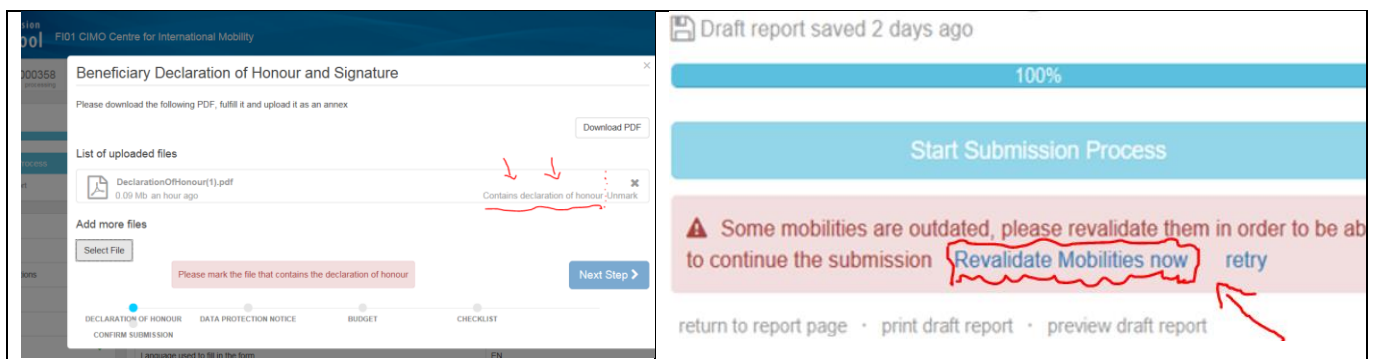 FI01 CIMO Centre for International Mobility
000358
processing
Beneficiary Declaration of Honour and Signature
×
Please download the following PDF, fulfill it and upload it as an annex
Download PDF
List of uploaded files
DeclarationOfHonour(1).pdf
0.09 Mb an hour ago
Contains declaration of honour Unmark
Add more files
Select File
Please mark the file that contains the declaration of honour
Next Step
DECLARATION OF HONOUR
DATA PROTECTION NOTICE
BUDGET
CHECKLIST
CONFIRM SUBMISSION
Language used to fill in the form
EN
Draft report saved 2 days ago
100%
Start Submission Process
Some mobilities are outdated, please revalidate them in order to be ab
to continue the submission Revalidate Mobilities now retry
return to report page · print draft report · preview draft report